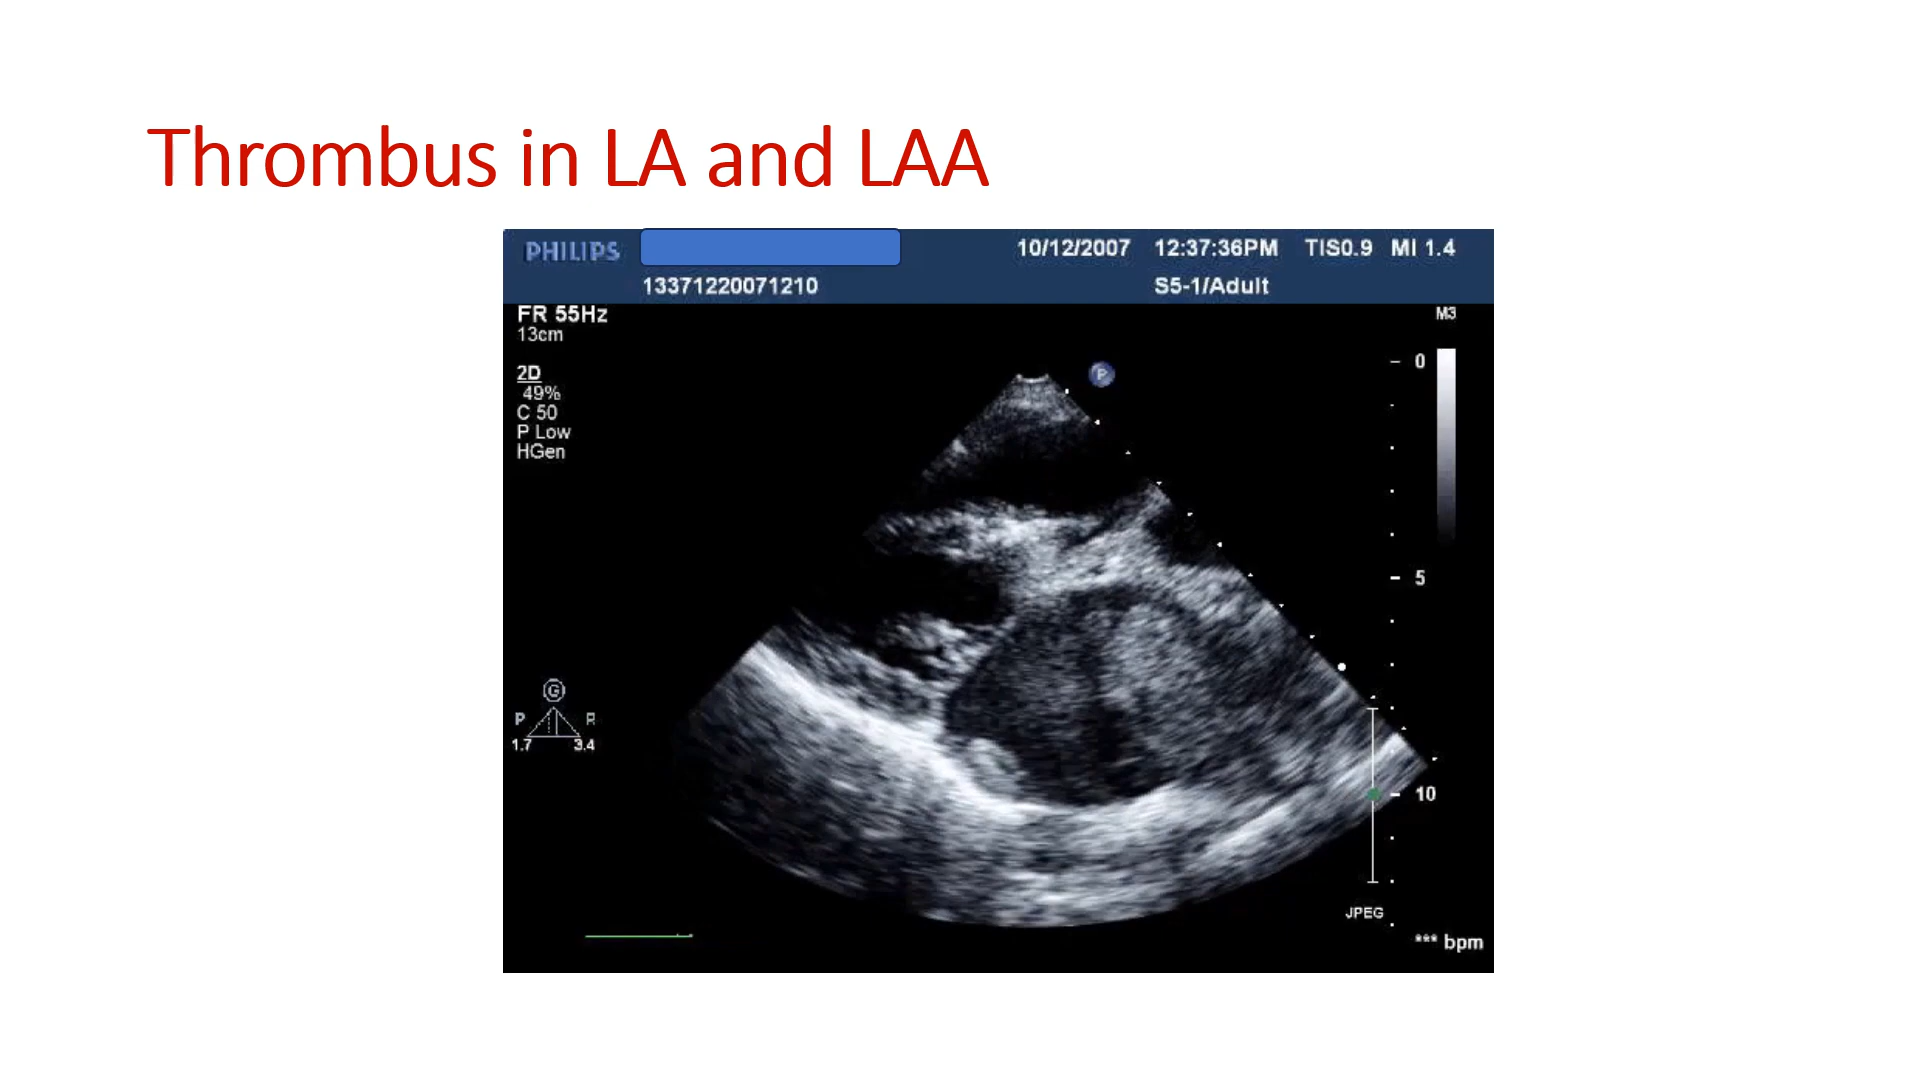 Thrombus in LA and LAA
PHILIPS 10/12/2007 12:37:36PM TIS0.9 MI 1.4
13371220071210 S5-1/Adult
FR 55Hz
13cm
M3
2D
49%
C 50
P Low
HGen
P
0
5
10
G
P R
1.7 3.4
JPEG
*** bpm